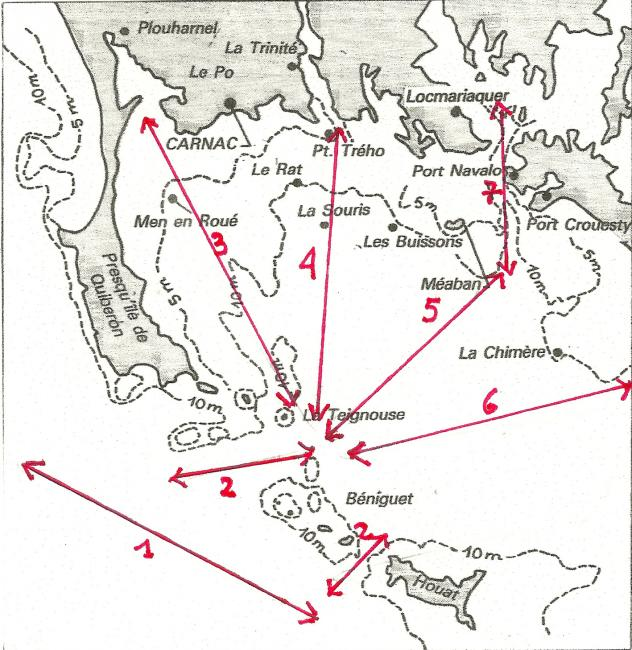 Plouharnel
La Trinité
Le Po
10m
5m
Locmariaquer
CARNAC
Pt. Trého
Le Rat
Port Navalo
7
5m
Men en Roué
La Souris
Port Crouesty
3
Les Buissons
4
Presqu'île de
Quiberon
5m
10m
Méaban
10m
5m
5
La Chimère
10m
10m
6
La Teignouse
2
Béniguet
1
10m
2
10m
Houat